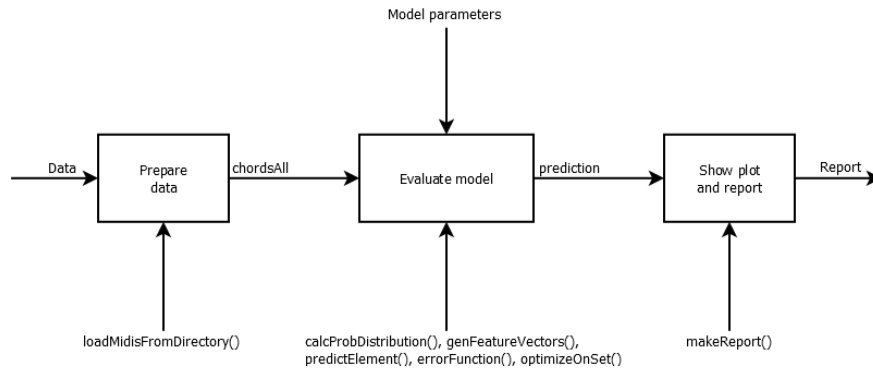 Model parameters
Data
Prepare
data
chordsAll
Evaluate model
prediction
Show plot
and report
Report
loadMidisFromDirectory()
calcProbDistribution(), genFeatureVectors(),
predictElement(), errorFunction(), optimizeOnSet()
makeReport()